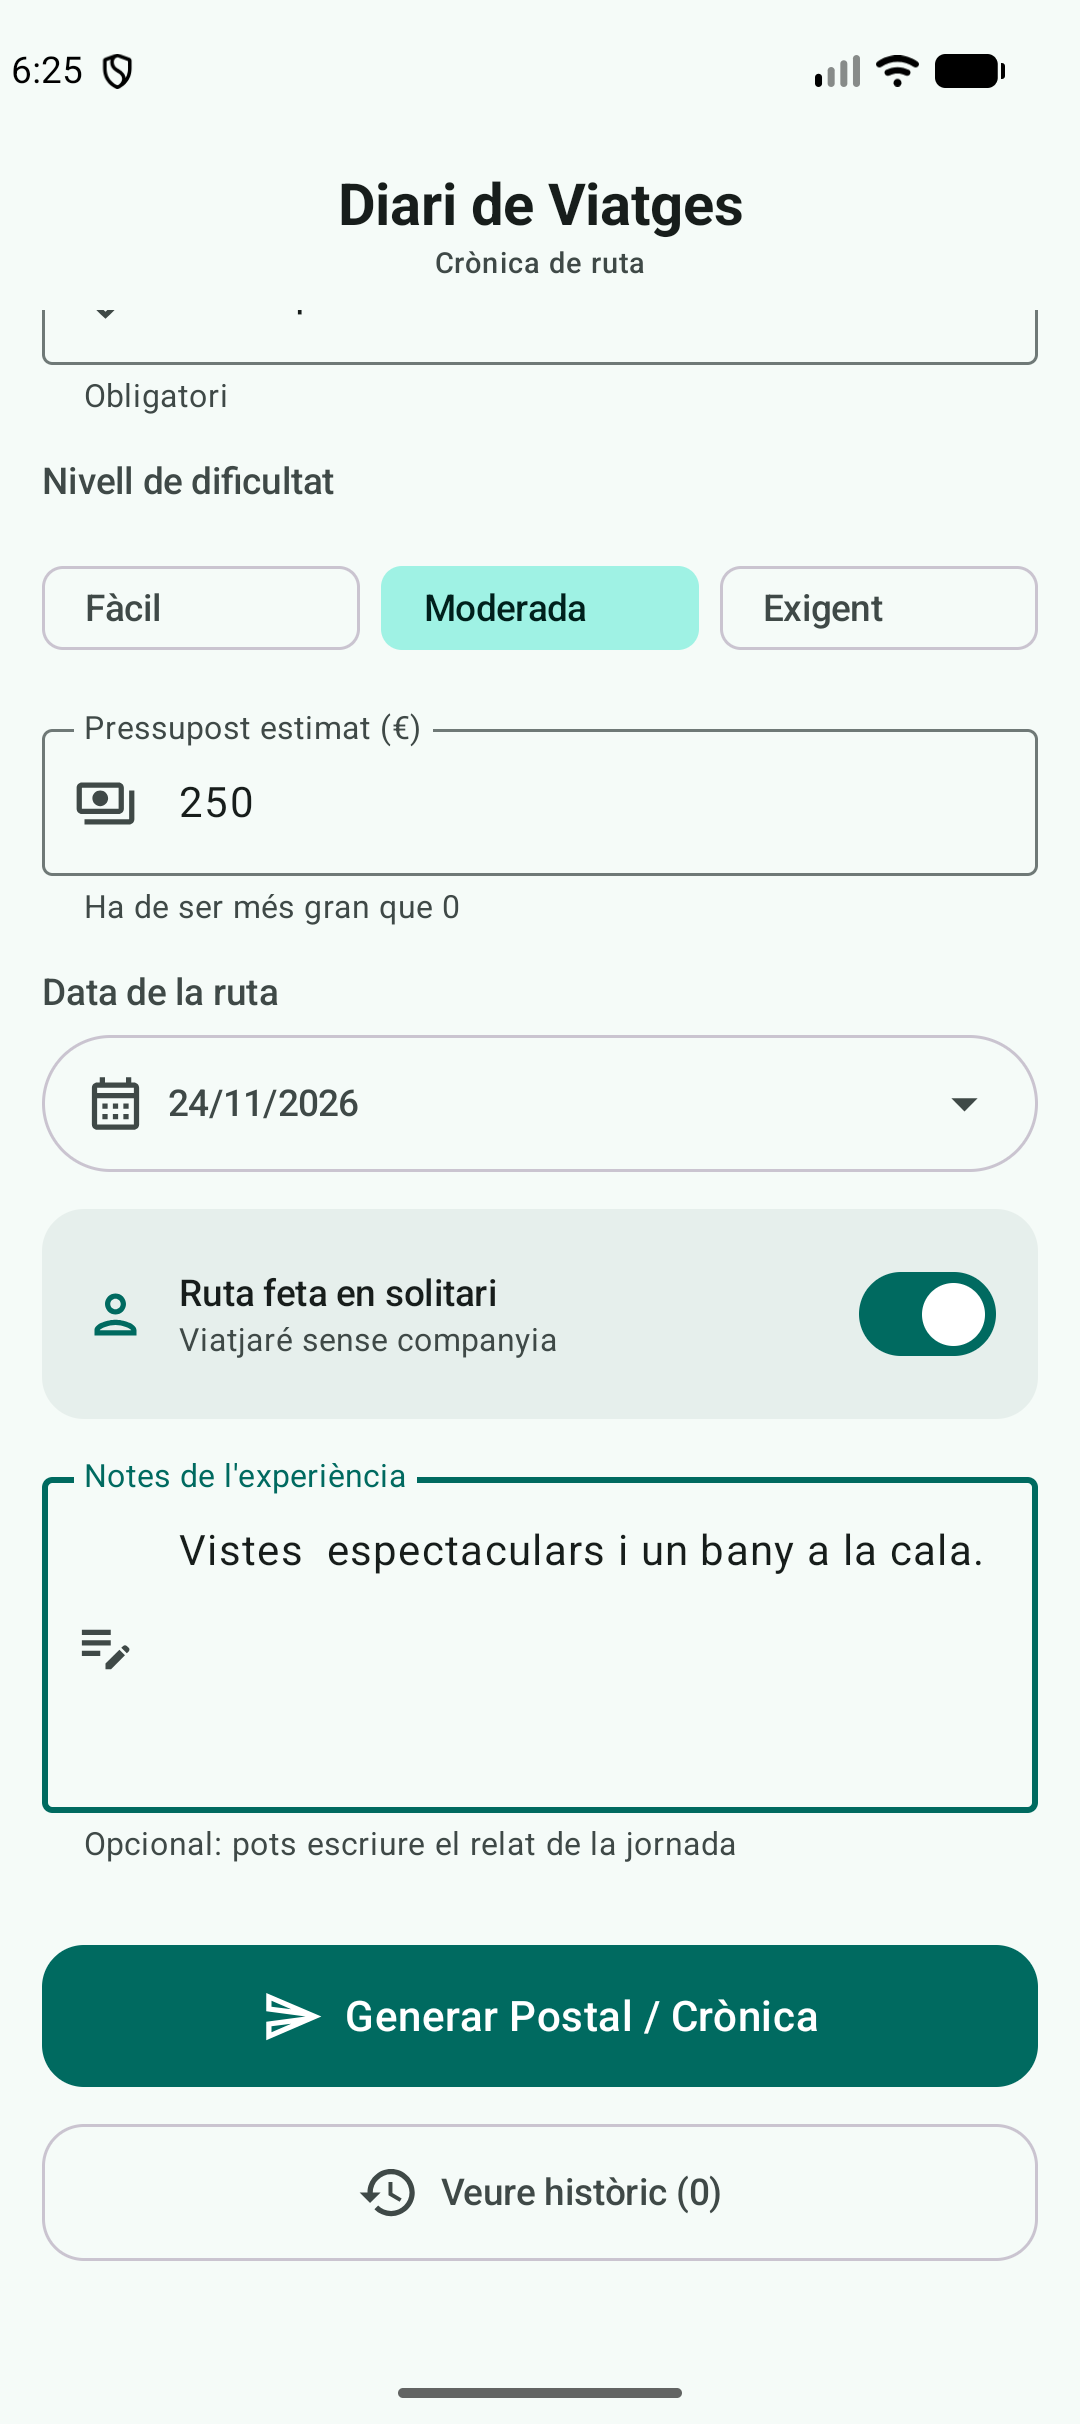 6:25
Diari de Viatges
Crònica de ruta
Obligatori
Nivell de dificultat
Fàcil
Moderada
Exigent
Pressupost estimat (€)
250
Ha de ser més gran que 0
Data de la ruta
24/11/2026
Ruta feta en solitari
Viatjaré sense companyia
Notes de l'experiència
Vistes  espectaculars i un bany a la cala.
Opcional: pots escriure el relat de la jornada
Generar Postal / Crònica
Veure històric (0)